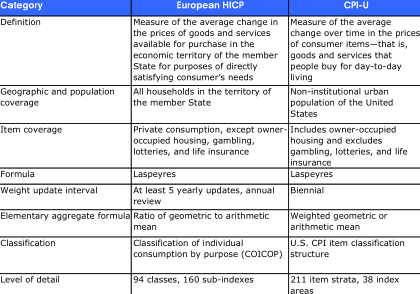 Category European HICP CPI-U
Definition Measure of the average change in Measure of the average
the prices of goods and services change over time in the prices
available for purchase in the of consumer items—that is,
economic territory of the member goods and services that
State for purposes of directly people buy for day-to-day
satisfying consumer's needs living
Geographic and population All households in the territory of Non-institutional urban
coverage the member State population of the United
States
Item coverage Private consumption, except owner- Includes owner-occupied
occupied housing, gambling, housing and excludes
lotteries, and life insurance gambling, lotteries, and life
insurance
Formula Laspeyres Laspeyres
Weight update interval At least 5 yearly updates, annual Biennial
review
Elementary aggregate formula Ratio of geometric to arithmetic Weighted geometric or
mean arithmetic mean
Classification Classification of individual U.S. CPI item classification
consumption by purpose (COICOP) structure
Level of detail 94 classes, 160 sub-indexes 211 item strata, 38 index
areas